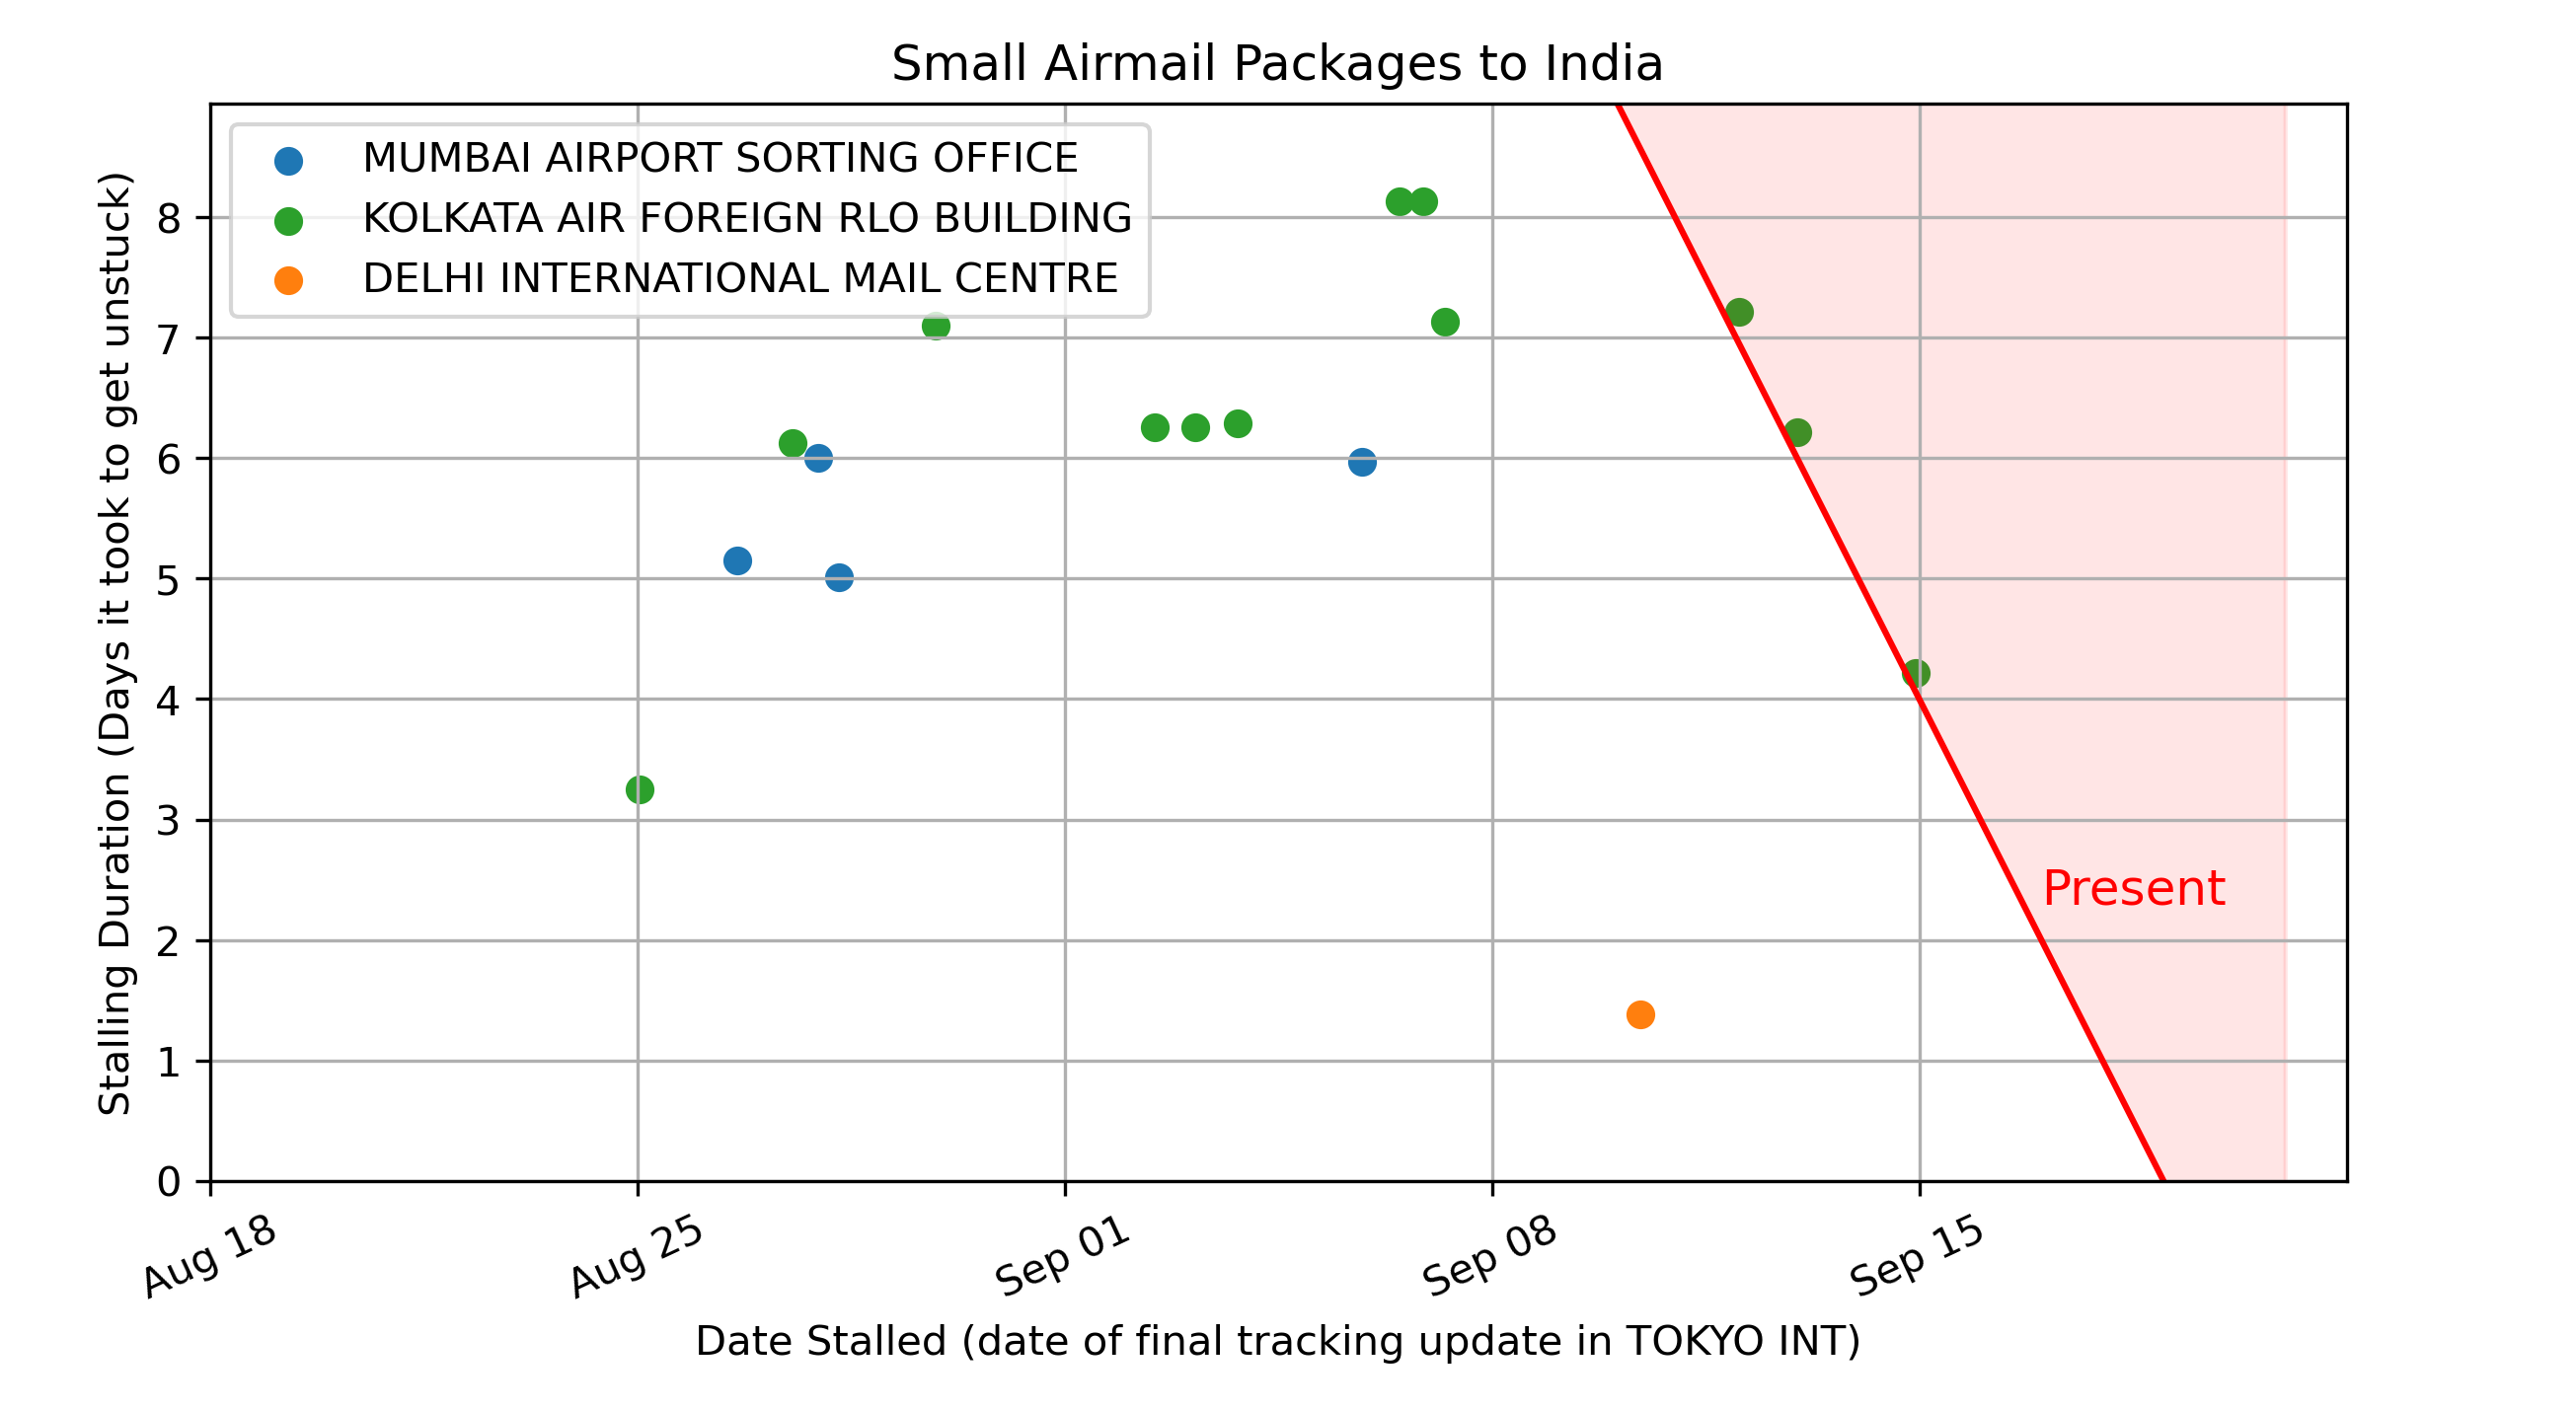 Small Airmail Packages to India
MUMBAI AIRPORT SORTING OFFICE
KOLKATA AIR FOREIGN RLO BUILDING
DELHI INTERNATIONAL MAIL CENTRE
Stalling Duration (Days it took to get unstuck)
8
7
6
5
4
3
2
1
0
Present
Aug 18
Aug 25
Sep 01
Sep 08
Sep 15
Date Stalled (date of final tracking update in TOKYO INT)